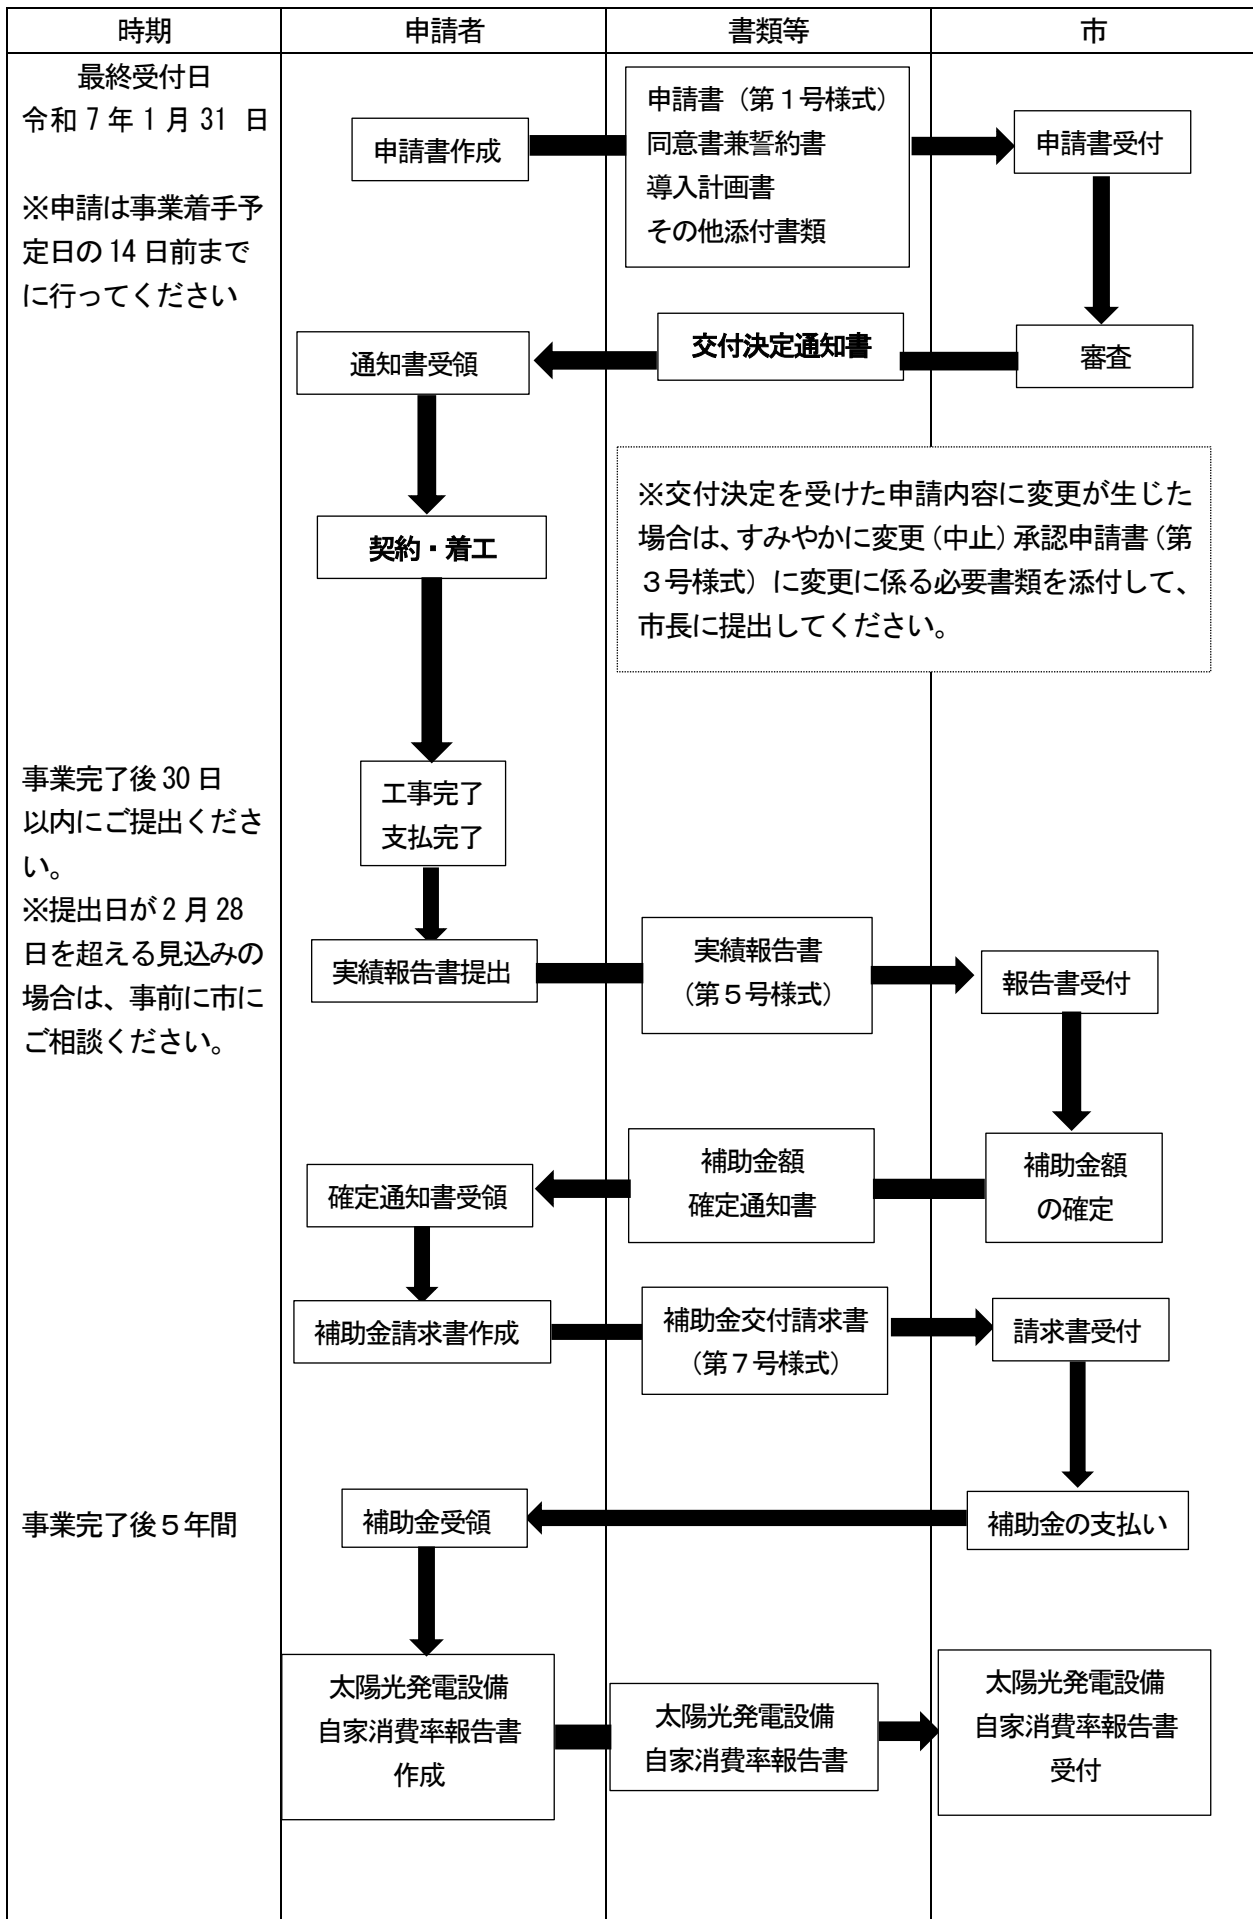 時期
申請者
書類等
市
最終受付日
令和7年1月31 日
※申請は事業着手予
定日の14日前まで
に行ってください
申請書作成
申請書（第１号様式）
同意書兼誓約書
導入計画書
その他添付書類
申請書受付
通知書受領
交付決定通知書
審査
契約・着工
※交付決定を受けた申請内容に変更が生じた
場合は、すみやかに変更（中止）承認申請書（第
３号様式）に変更に係る必要書類を添付して、
市長に提出してください。
事業完了後30日
以内にご提出くださ
い。
※提出日が2月28
日を超える見込みの
場合は、事前に市に
ご相談ください。
工事完了
支払完了
実績報告書提出
実績報告書
（第５号様式）
報告書受付
確定通知書受領
補助金額
確定通知書
補助金額
の確定
補助金請求書作成
補助金交付請求書
（第７号様式）
請求書受付
事業完了後５年間
補助金受領
補助金の支払い
太陽光発電設備
自家消費率報告書
作成
太陽光発電設備
自家消費率報告書
太陽光発電設備
自家消費率報告書
受付